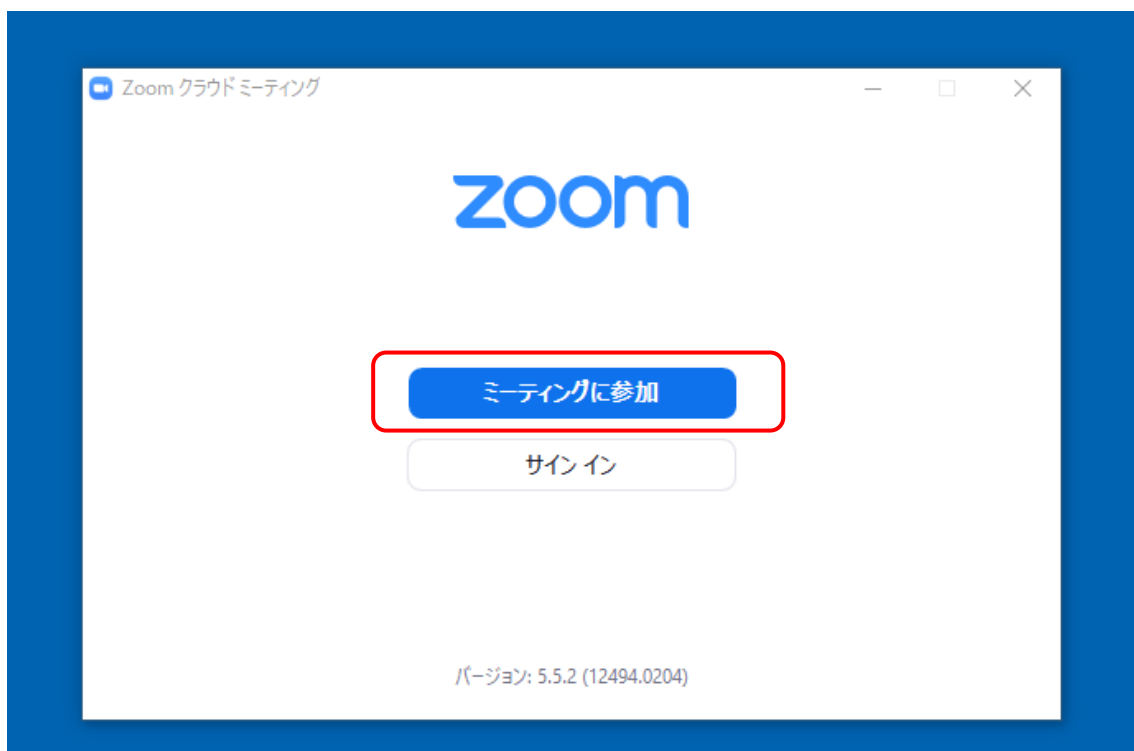 Zoom クラウド ミーティング
zoom
ミーティングに参加
サイン イン
バージョン: 5.5.2 (12494.0204)